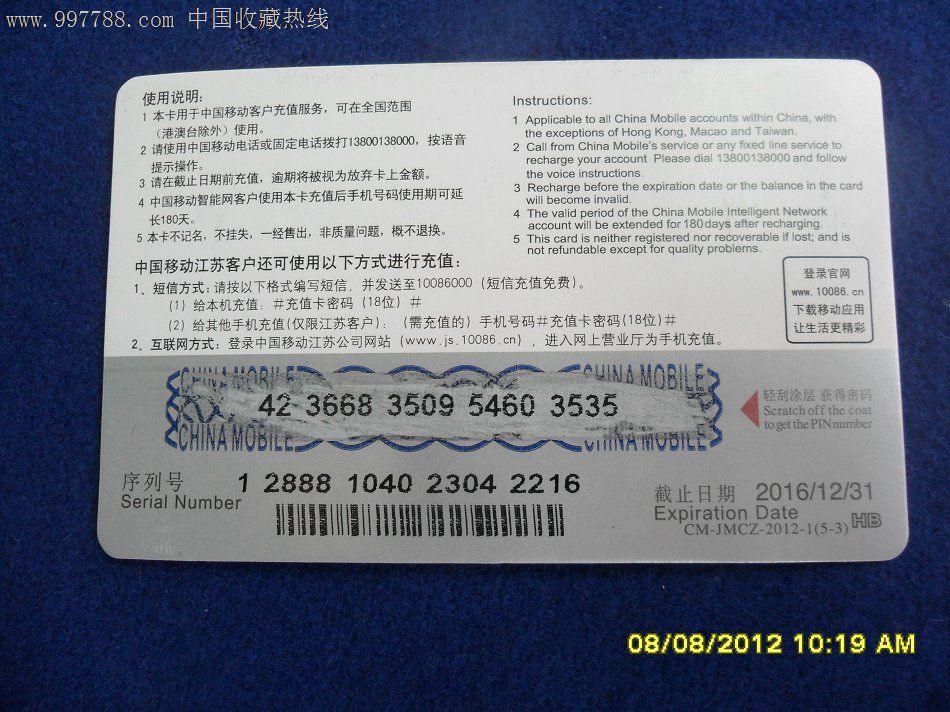 www.997788.com 中国收藏热线
使用说明:
1 本卡用于中国移动客户充值服务，可在全国范围
（港澳台除外）使用。
2 请使用中国移动电话或固定电话拨打13800138000，按语音
提示操作。
3 请在截止日期前充值，逾期将被视为放弃卡上金额。
4 中国移动智能网客户使用本卡充值后手机号码使用期可延
长180天。
5 本卡不记名，不挂失，一经售出，非质量问题，概不退换。
Instructions:
1 Applicable to all China Mobile accounts within China, with
the exceptions of Hong Kong, Macao and Taiwan.
2 Call from China Mobile's service or any fixed line service to
recharge your account Please dial 13800138000 and follow
the voice instructions.
3 Recharge before the expiration date or the balance in the card
will become invalid.
4 The valid period of the China Mobile Intelligent Network
account will be extended for 180 days after recharging.
5 This card is neither registered nor recoverable if lost; and is
not refundable except for quality problems.
中国移动江苏客户还可使用以下方式进行充值：
1、短信方式：请按以下格式编写短信，并发送至10086000（短信充值免费）。
(1) 给本机充值：＃充值卡密码 (18位) ＃
(2) 给其他手机充值(仅限江苏客户)：（需充值的）手机号码＃充值卡密码(18位)＃
2、互联网方式：登录中国移动江苏公司网站（www.js.10086.cn），进入网上营业厅为手机充值。
登录官网
www.10086.cn
下载移动应用
让生活更精彩
CHINA MOBILE CHINA MOBILE
42 3668 3509 5460 3535
CHINA MOBILE CHINA MOBILE
轻刮涂层 获得密码
Scratch off the coat
to get the PIN number
序列号
Serial Number
1 2888 1040 2304 2216
截止日期 2016/12/31
Expiration Date
CM-JMCZ-2012-1(5-3) HB
08/08/2012 10:19 AM